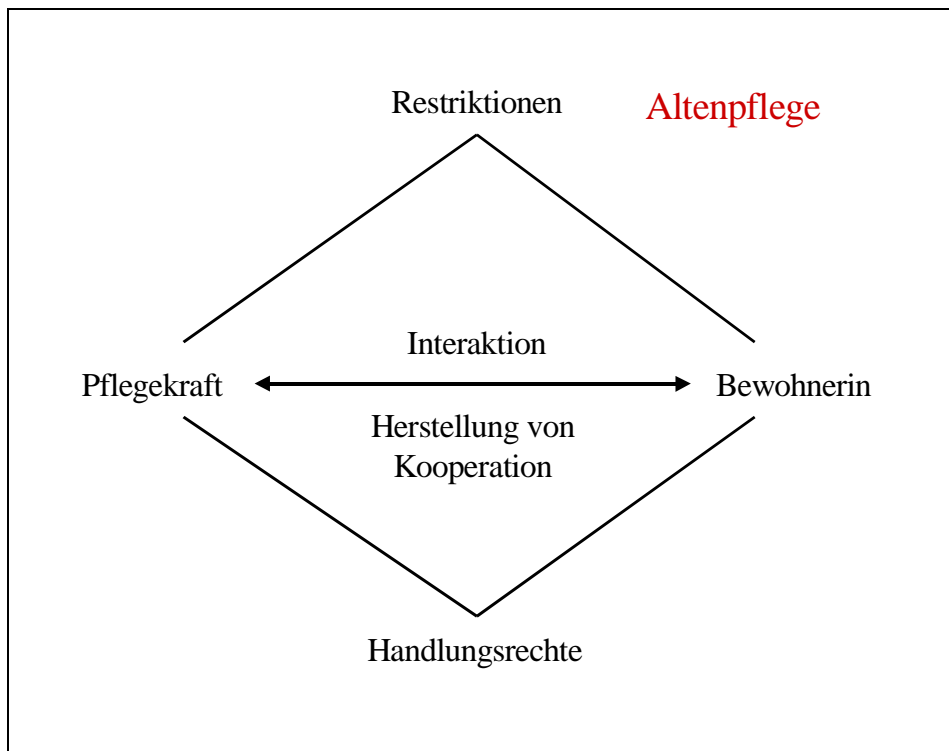 Restriktionen
Altenpflege
Interaktion
Pflegekraft
Bewohnerin
Herstellung von
Kooperation
Handlungsrechte